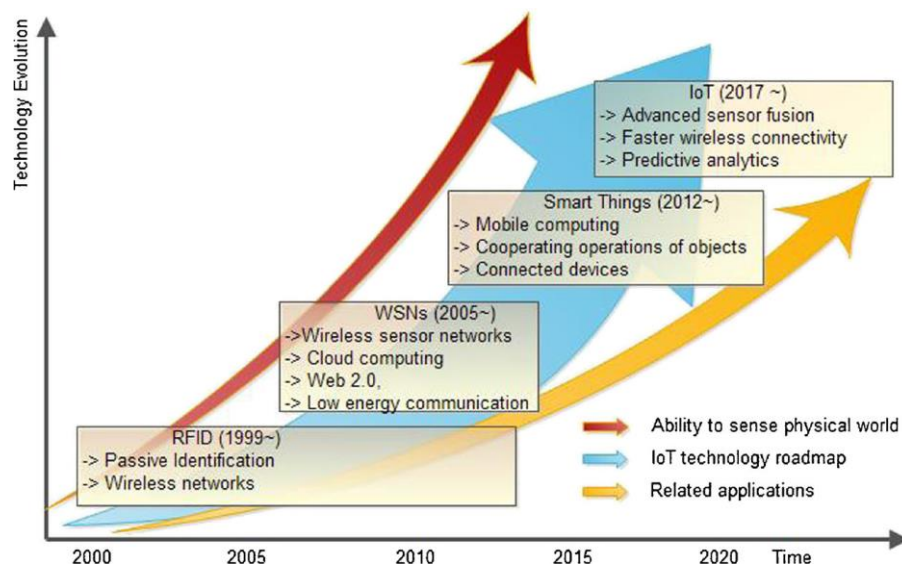 Technology Evolution
IoT (2017 ~)
-> Advanced sensor fusion
-> Faster wireless connectivity
-> Predictive analytics
Smart Things (2012~)
-> Mobile computing
-> Cooperating operations of objects
-> Connected devices
WSNs (2005~)
->Wireless sensor networks
-> Cloud computing
-> Web 2.0,
-> Low energy communication
RFID (1999~)
-> Passive Identification
-> Wireless networks
Ability to sense physical world
IoT technology roadmap
Related applications
2000 2005 2010 2015 2020 Time